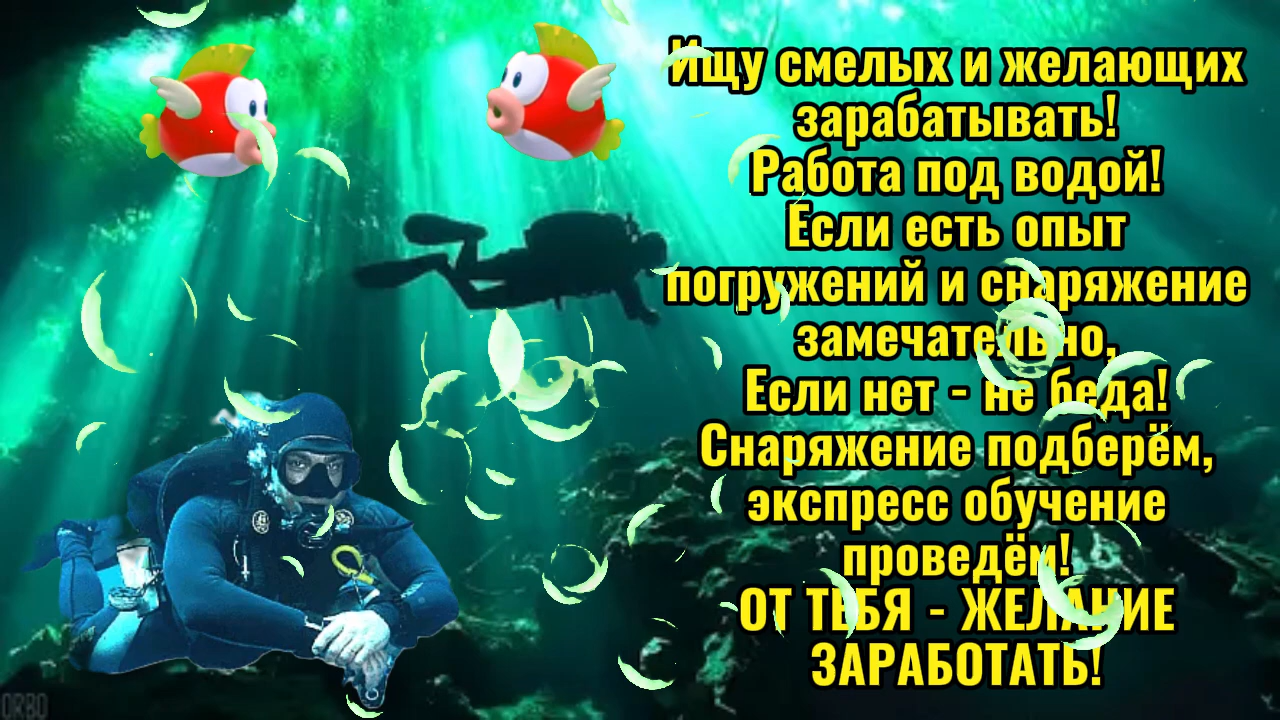 Ищу смелых и желающих
зарабатывать!
Работа под водой!
Если есть опыт
погружений и снаряжение
замечательно,
Если нет - не беда!
Снаряжение подберём,
экспресс обучение
проведём!
ОТ ТЕБЯ - ЖЕЛАНИЕ
ЗАРАБОТАТЬ!
ORBO